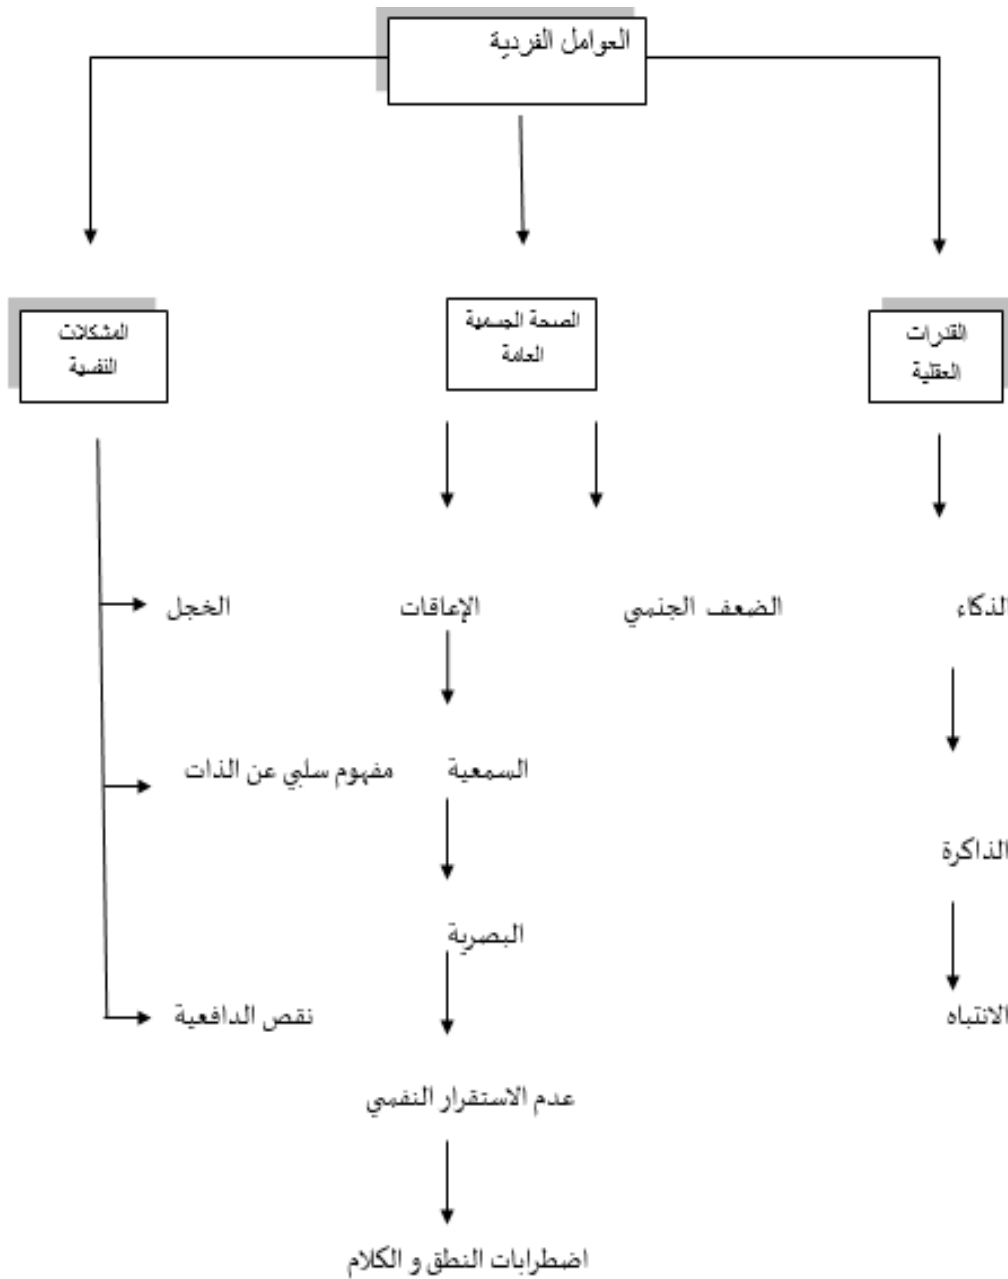 العوامل الفردية
القدرات
العقلية
الصحة الجسمية
العامة
المشكلات
النفسية
الذكاء
الضعف الجنسي
الإعاقات
الخجل
السمعية
مفهوم سلبي عن الذات
الذاكرة
البصرية
الانتباه
نقص الدافعية
عدم الاستقرار النفسي
اضطرابات النطق و الكلام